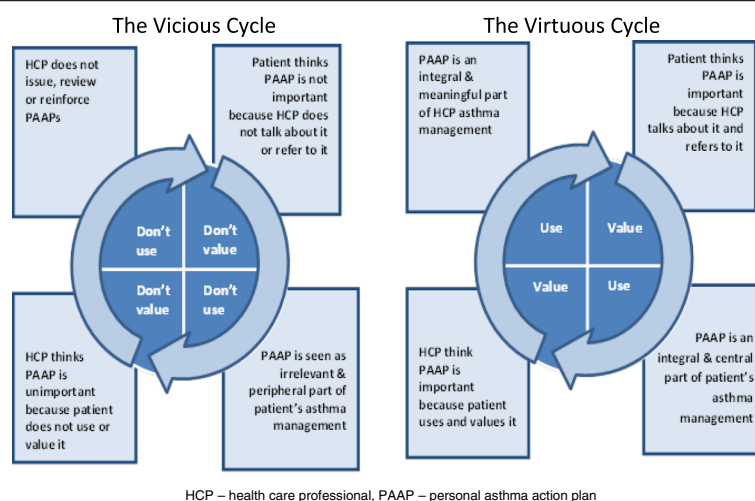 The Vicious Cycle
HCP does not
issue, review
or reinforce
PAAPs
Patient thinks
PAAP is not
important
because HCP does
not talk about it
or refer to it
Don't
use
Don't
value
Don't
value
Don't
use
HCP thinks
PAAP is
unimportant
because patient
does not use or
value it
PAAP is seen as
irrelevant &
peripheral part of
patient's asthma
management
The Virtuous Cycle
PAAP is an
integral &
meaningful part
of HCP asthma
management
Patient thinks
PAAP is
important
because HCP
talks about it and
refers to it
Use
Value
Value
Use
HCP think
PAAP is
important
because patient
uses and values it
PAAP is an
integral & central
part of patient's
asthma
management
HCP – health care professional, PAAP – personal asthma action plan